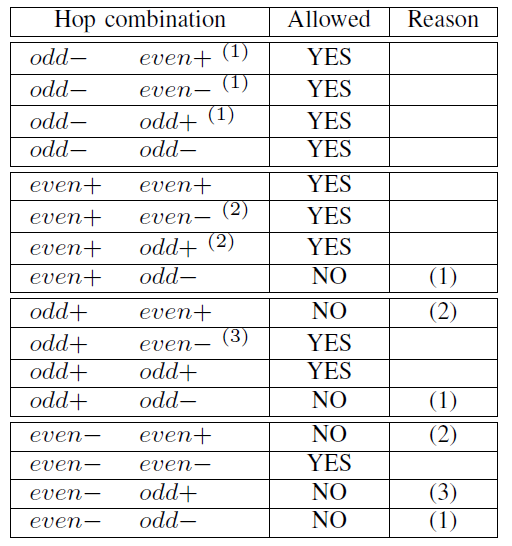 Hop combination Allowed Reason
odd− even+ (1) YES
odd− even− (1) YES
odd− odd+ (1) YES
odd− odd− YES
even+ even+ YES
even+ even− (2) YES
even+ odd+ (2) YES
even+ odd− NO (1)
odd+ even+ NO (2)
odd+ even− (3) YES
odd+ odd+ YES
odd+ odd− NO (1)
even− even+ NO (2)
even− even− YES
even− odd+ NO (3)
even− odd− NO (1)